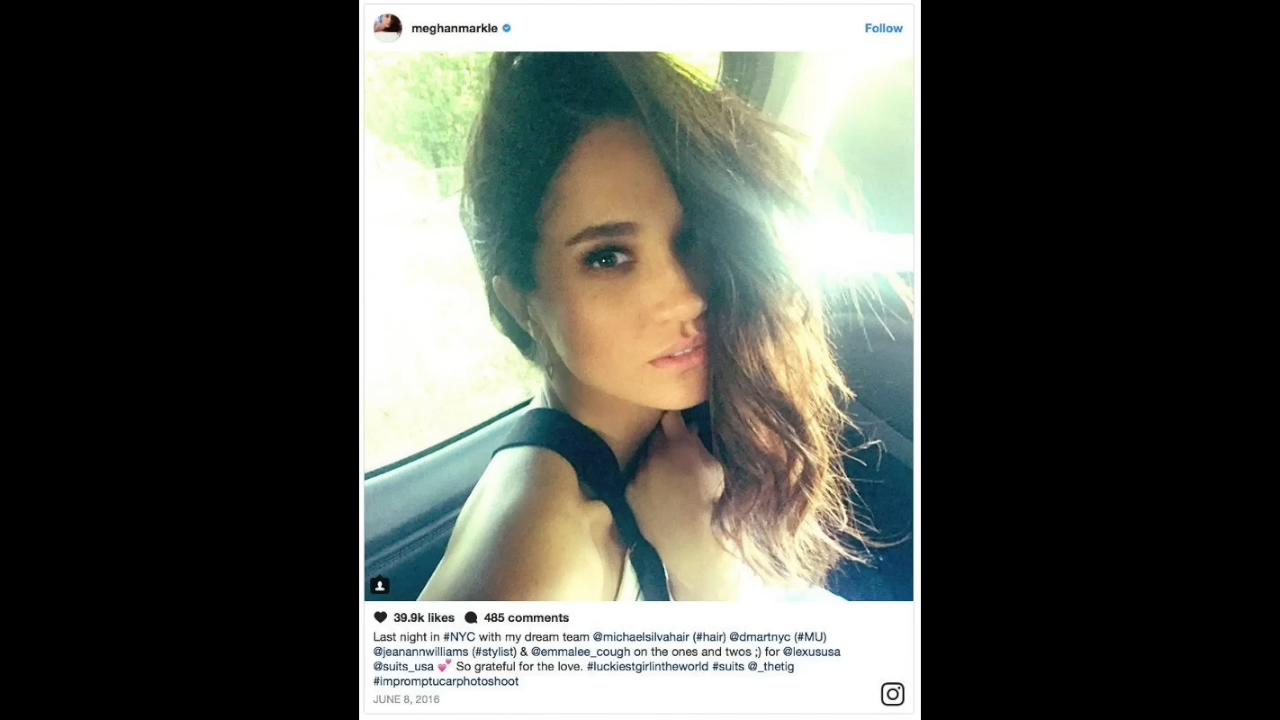 meghanmarkle
Follow
39.9k likes 485 comments
Last night in #NYC with my dream team @michaelsilvahair (#hair) @dmartnyc (#MU)
@jeanannwilliams (#stylist) & @emmalee_cough on the ones and twos ;) for @lexususa
@suits_usa 💕 So grateful for the love. #luckiestgirlintheworld #suits @_thetig
#impromptucarphotoshoot
JUNE 8, 2016